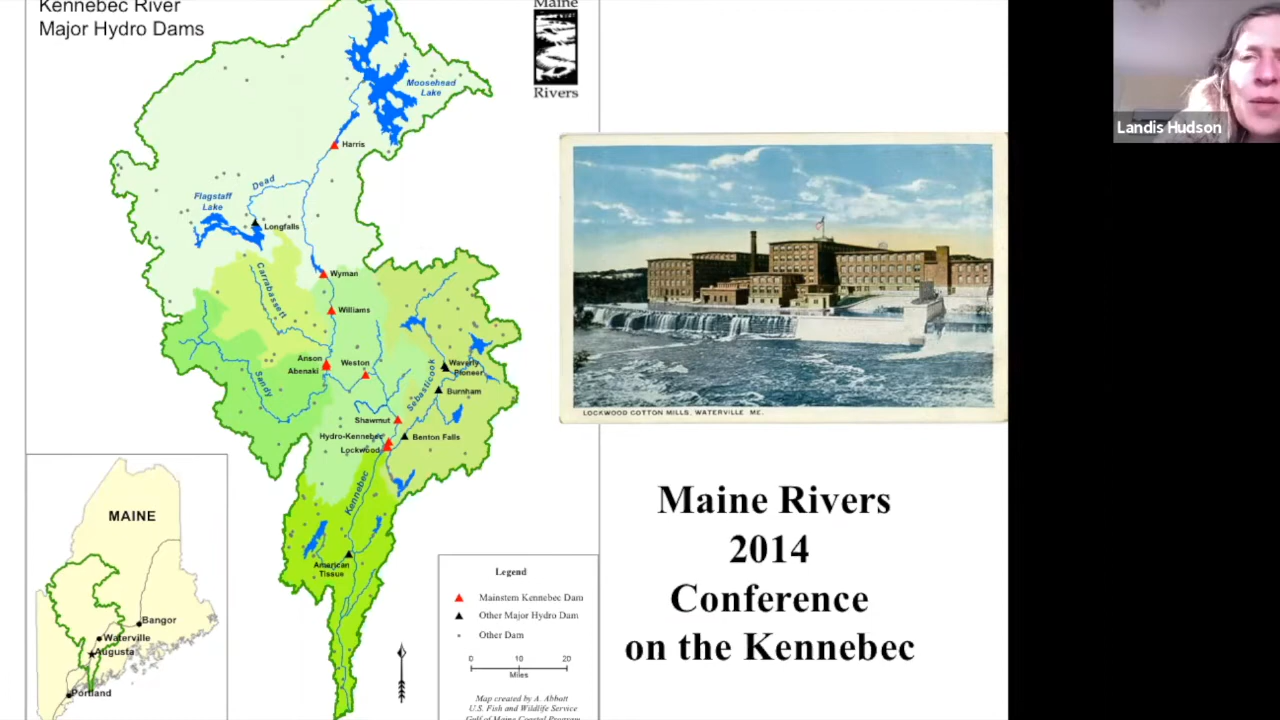 Kennebec River
Major Hydro Dams
Maine
Rivers
Moosehead
Lake
Harris
Dead
Flagstaff
Lake
Longfalls
Carrabassett
Wyman
Williams
Anson
Abenaki
Weston
Sandy
Sebasticook
Waverly
Pioneer
Burnham
Shawmut
Hydro-Kennebec
Lockwood
Benton Falls
Kennebec
American
Tissue
MAINE
Bangor
Waterville
Augusta
Portland
Legend
Mainstem Kennebec Dam
Other Major Hydro Dam
Other Dam
0 10 20
Miles
Map created by A. Abbott
U.S. Fish and Wildlife Service
Gulf of Maine Coastal Program
LOCKWOOD COTTON MILLS, WATERVILLE ME.
Maine Rivers
2014
Conference
on the Kennebec
Landis Hudson